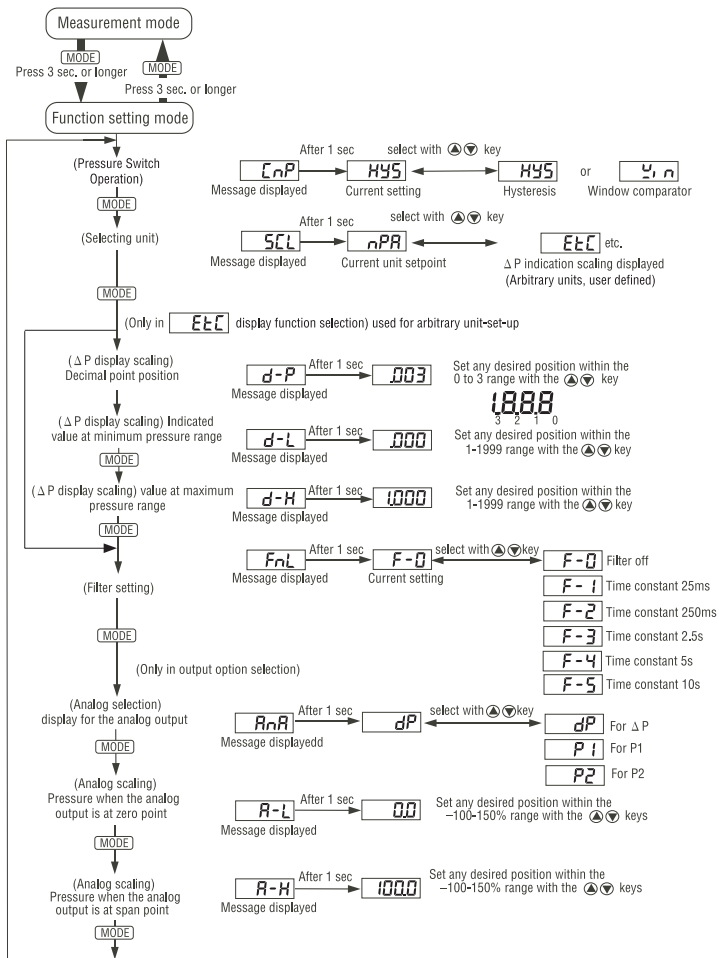 Measurement mode
MODE
MODE
Press 3 sec. or longer
Press 3 sec. or longer
Function setting mode
(Pressure Switch
Operation)
After 1 sec
select with ▲▼ key
CnP
HYS
HYS
or
Yin
Message displayed
Current setting
Hysteresis
Window comparator
MODE
(Selecting unit)
After 1 sec
select with ▲▼ key
SCL
nPA
EtC etc.
Message displayed
Current unit setpoint
Δ P indication scaling displayed
(Arbitrary units, user defined)
MODE
(Only in EtC display function selection) used for arbitrary unit-set-up
(Δ P display scaling)
Decimal point position
d-P
After 1 sec
.003
Message displayed
Set any desired position within the
0 to 3 range with the ▲▼ key
1.8.8.8
3 2 1 0
(Δ P display scaling) Indicated
value at minimum pressure range
d-L
After 1 sec
.000
Message displayed
Set any desired position within the
1-1999 range with the ▲▼ key
MODE
(Δ P display scaling) value at maximum
pressure range
d-H
After 1 sec
1.000
Message displayed
Set any desired position within the
1-1999 range with the ▲▼ key
MODE
(Filter setting)
FnL
After 1 sec
F-0
select with ▲▼key
Message displayed
Current setting
F-0 Filter off
F-1 Time constant 25ms
F-2 Time constant 250ms
F-3 Time constant 2.5s
F-4 Time constant 5s
F-5 Time constant 10s
MODE
(Only in output option selection)
(Analog selection)
display for the analog output
AnA
After 1 sec
dP
select with ▲▼key
Message displayedd
dP For Δ P
P1 For P1
P2 For P2
MODE
(Analog scaling)
Pressure when the analog
output is at zero point
A-L
After 1 sec
0.0
Message displayed
Set any desired position within the
–100-150% range with the ▲▼ keys
MODE
(Analog scaling)
Pressure when the analog
output is at span point
A-H
After 1 sec
100.0
Message displayed
Set any desired position within the
–100-150% range with the ▲▼ keys
MODE